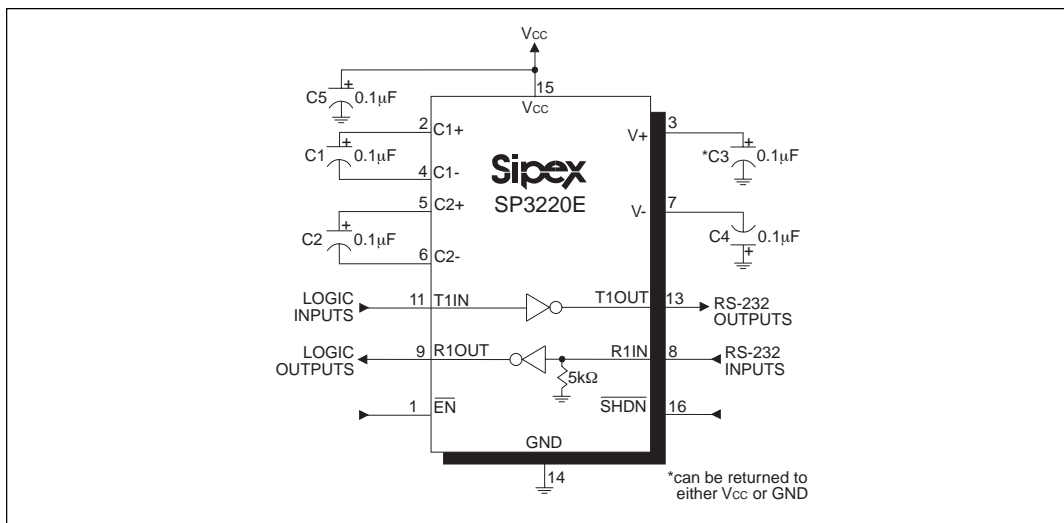 VCC
C5
+
0.1µF
15
VCC
2
C1+
C1
+
0.1µF
4
C1-
5
C2+
C2
+
0.1µF
6
C2-
Sipex
SP3220E
V+
3
*C3
+
0.1µF
V-
7
C4
0.1µF
+
LOGIC
INPUTS
11
T1IN
T1OUT
13
RS-232
OUTPUTS
LOGIC
OUTPUTS
9
R1OUT
R1IN
8
RS-232
INPUTS
5kΩ
1
EN
SHDN
16
GND
14
*can be returned to
either VCC or GND